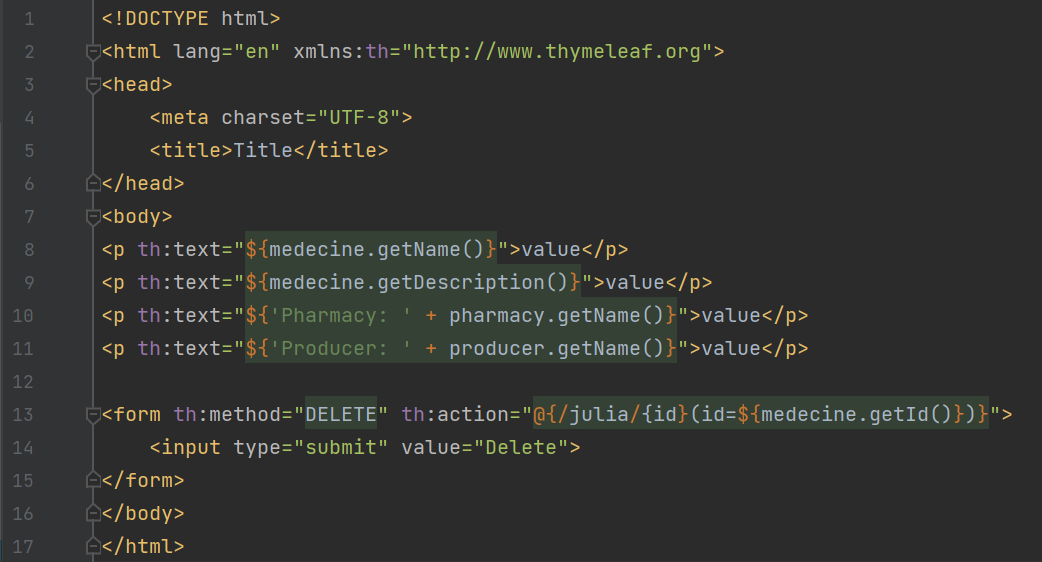 1 <!DOCTYPE html>
2 <html lang="en" xmlns:th="http://www.thymeleaf.org">
3 <head>
4     <meta charset="UTF-8">
5     <title>Title</title>
6 </head>
7 <body>
8 <p th:text="${medecine.getName()}">value</p>
9 <p th:text="${medecine.getDescription()}">value</p>
10 <p th:text="${'Pharmacy: ' + pharmacy.getName()}">value</p>
11 <p th:text="${'Producer: ' + producer.getName()}">value</p>
12
13 <form th:method="DELETE" th:action="@{/julia/{id}(id=${medecine.getId()})}">
14     <input type="submit" value="Delete">
15 </form>
16 </body>
17 </html>